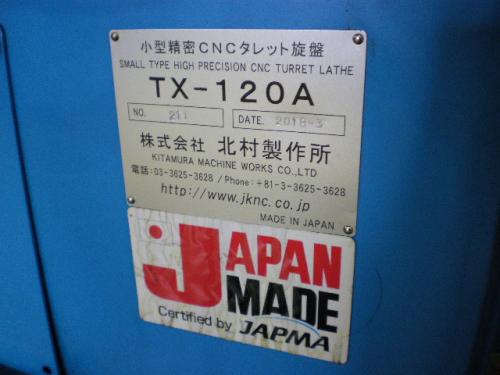 小型精密CNCタレット旋盤
SMALL TYPE HIGH PRECISION CNC TURRET LATHE
TX-120A
NO. 211 DATE. 2018-3
株式会社 北村製作所
KITAMURA MACHINE WORKS CO.,LTD
電話:03-3625-3628 / Phone:+81-3-3625-3628
http://www.jknc.co.jp
MADE IN JAPAN
JAPAN
MADE
Certified by JAPMA